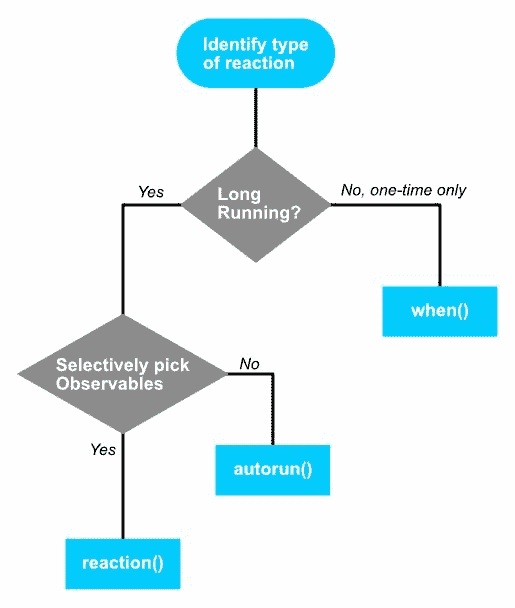 Identify type
of reaction
Yes
Long
Running?
No, one-time only
when()
Selectively pick
Observables
No
Yes
autorun()
reaction()